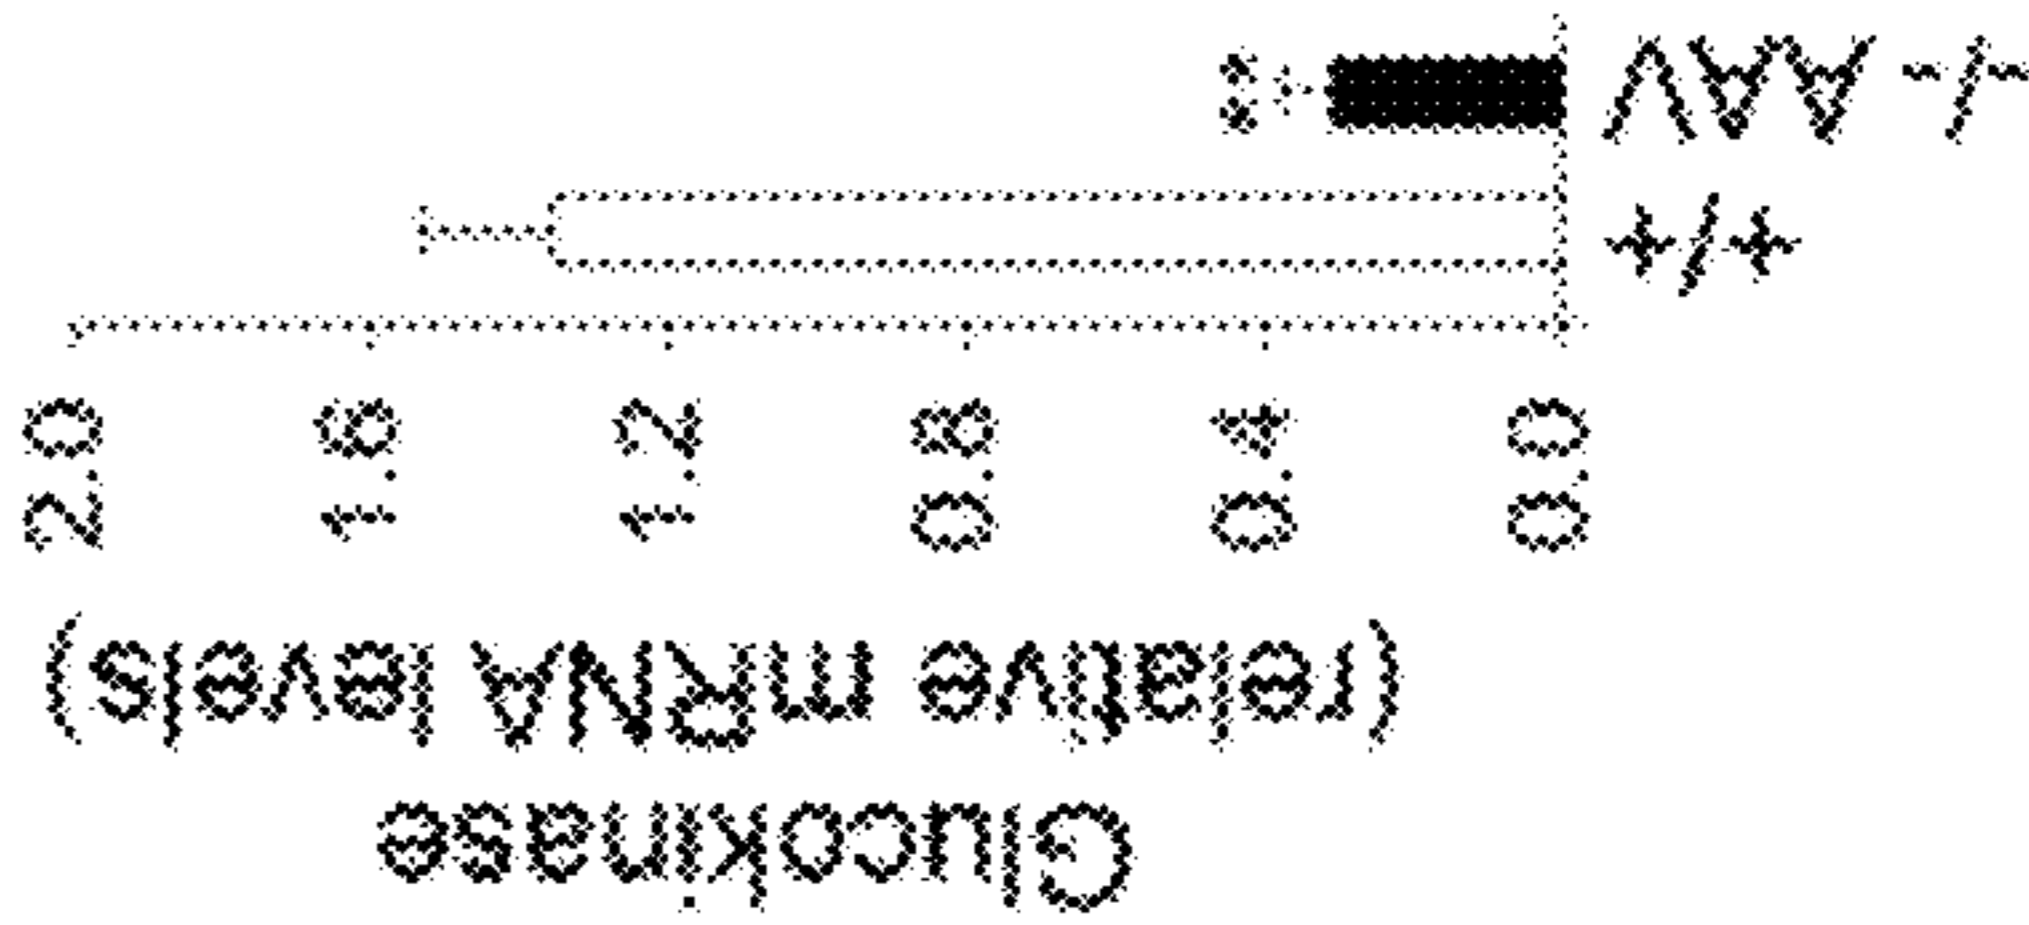 Glucokinase
(relative mRNA levels)
2.0
1.6
1.2
0.8
0.4
0.0
**
+/+
-/- AAV